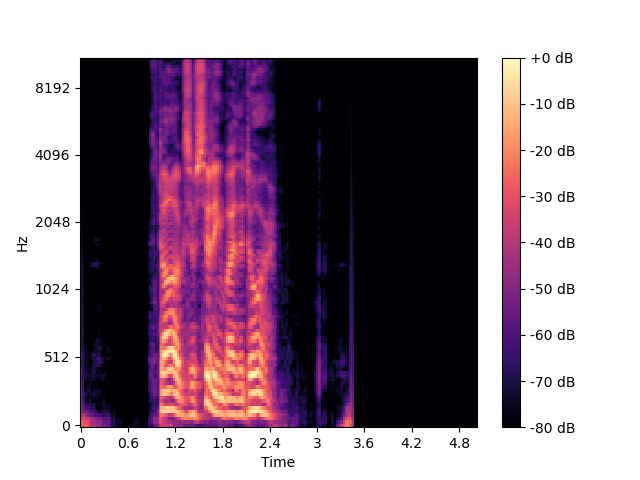 8192
4096
2048
1024
512
0
Hz
0 0.6 1.2 1.8 2.4 3 3.6 4.2 4.8
Time
+0 dB
-10 dB
-20 dB
-30 dB
-40 dB
-50 dB
-60 dB
-70 dB
-80 dB